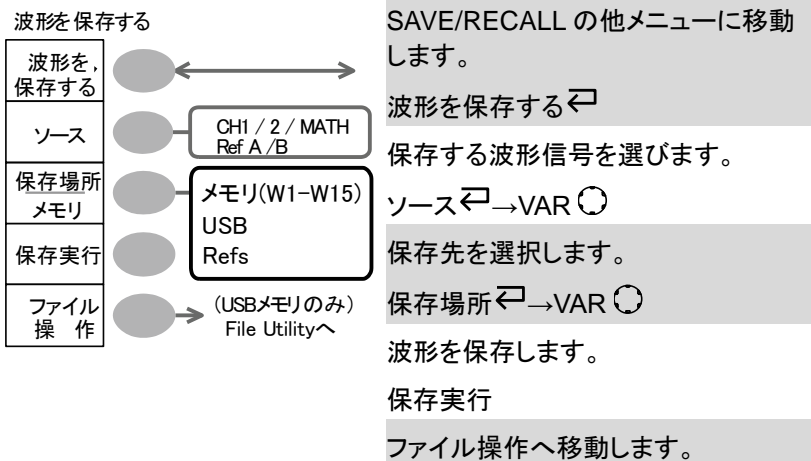 波形を保存する
波形を,
保存する
ソース
CH1 / 2 / MATH
Ref A /B
保存場所
メモリ
メモリ(W1-W15)
USB
Refs
保存実行
ファイル
操 作
(USBメモリのみ)
File Utilityへ
SAVE/RECALL の他メニューに移動
します。
波形を保存する
保存する波形信号を選びます。
ソース→VAR
保存先を選択します。
保存場所→VAR
波形を保存します。
保存実行
ファイル操作へ移動します。